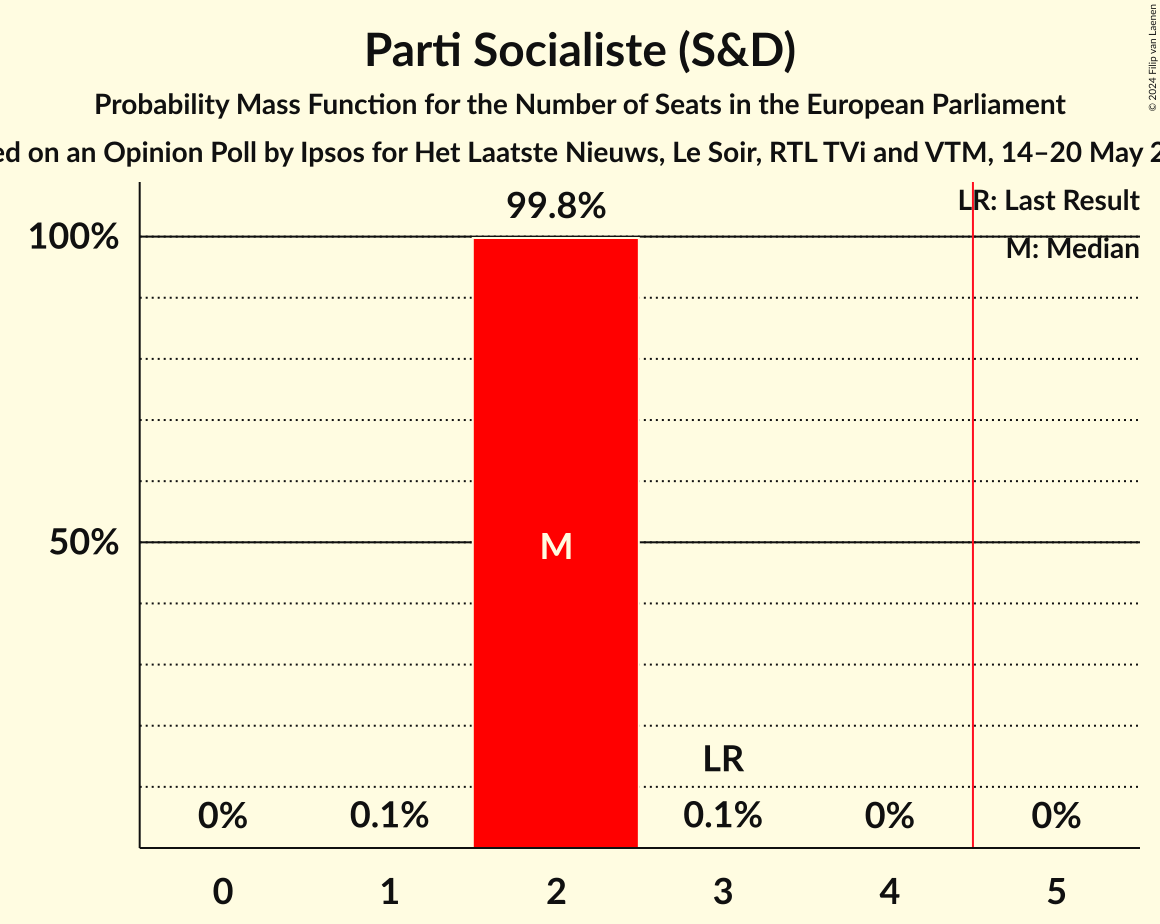 Parti Socialiste (S&D)
Probability Mass Function for the Number of Seats in the European Parliament
on an Opinion Poll by Ipsos for Het Laatste Nieuws, Le Soir, RTL TVi and VTM, 14–20 May
© 2024 Filip van Laenen
LR: Last Result
M: Median
99.8%
100%
50%
M
LR
0% 0.1% 0.1% 0% 0%
0 1 2 3 4 5